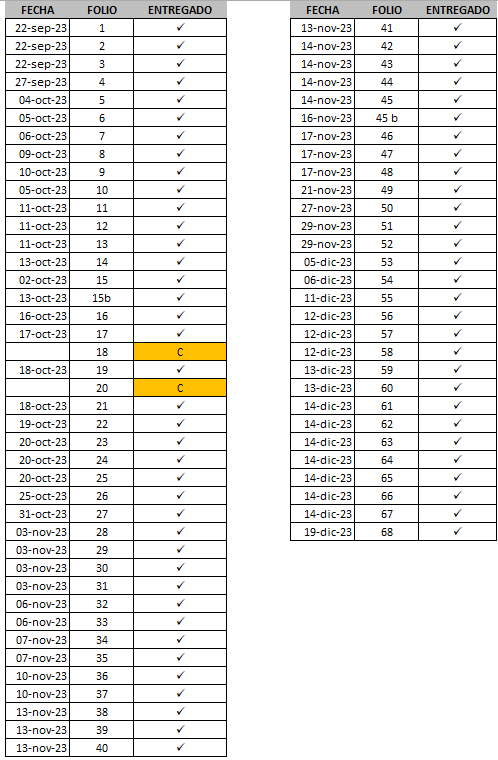 FECHA FOLIO ENTREGADO
22-sep-23 1 ✓
22-sep-23 2 ✓
22-sep-23 3 ✓
27-sep-23 4 ✓
04-oct-23 5 ✓
05-oct-23 6 ✓
06-oct-23 7 ✓
09-oct-23 8 ✓
10-oct-23 9 ✓
05-oct-23 10 ✓
11-oct-23 11 ✓
11-oct-23 12 ✓
11-oct-23 13 ✓
13-oct-23 14 ✓
02-oct-23 15 ✓
13-oct-23 15b ✓
16-oct-23 16 ✓
17-oct-23 17 ✓
18 C
18-oct-23 19 ✓
20 C
18-oct-23 21 ✓
19-oct-23 22 ✓
20-oct-23 23 ✓
20-oct-23 24 ✓
20-oct-23 25 ✓
25-oct-23 26 ✓
31-oct-23 27 ✓
03-nov-23 28 ✓
03-nov-23 29 ✓
03-nov-23 30 ✓
03-nov-23 31 ✓
06-nov-23 32 ✓
06-nov-23 33 ✓
07-nov-23 34 ✓
07-nov-23 35 ✓
10-nov-23 36 ✓
10-nov-23 37 ✓
13-nov-23 38 ✓
13-nov-23 39 ✓
13-nov-23 40 ✓
FECHA FOLIO ENTREGADO
13-nov-23 41 ✓
14-nov-23 42 ✓
14-nov-23 43 ✓
14-nov-23 44 ✓
14-nov-23 45 ✓
16-nov-23 45 b ✓
17-nov-23 46 ✓
17-nov-23 47 ✓
17-nov-23 48 ✓
21-nov-23 49 ✓
27-nov-23 50 ✓
29-nov-23 51 ✓
29-nov-23 52 ✓
05-dic-23 53 ✓
06-dic-23 54 ✓
11-dic-23 55 ✓
12-dic-23 56 ✓
12-dic-23 57 ✓
12-dic-23 58 ✓
13-dic-23 59 ✓
13-dic-23 60 ✓
14-dic-23 61 ✓
14-dic-23 62 ✓
14-dic-23 63 ✓
14-dic-23 64 ✓
14-dic-23 65 ✓
14-dic-23 66 ✓
14-dic-23 67 ✓
19-dic-23 68 ✓